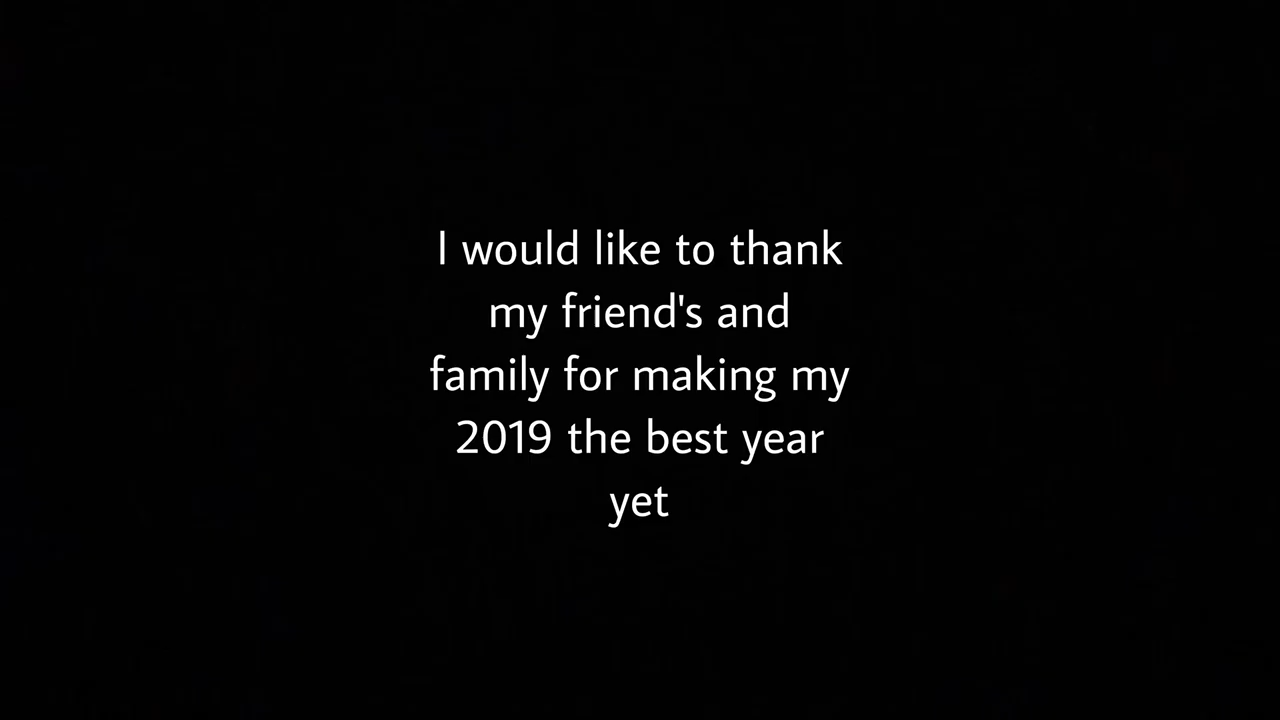 I would like to thank
my friend's and
family for making my
2019 the best year
yet